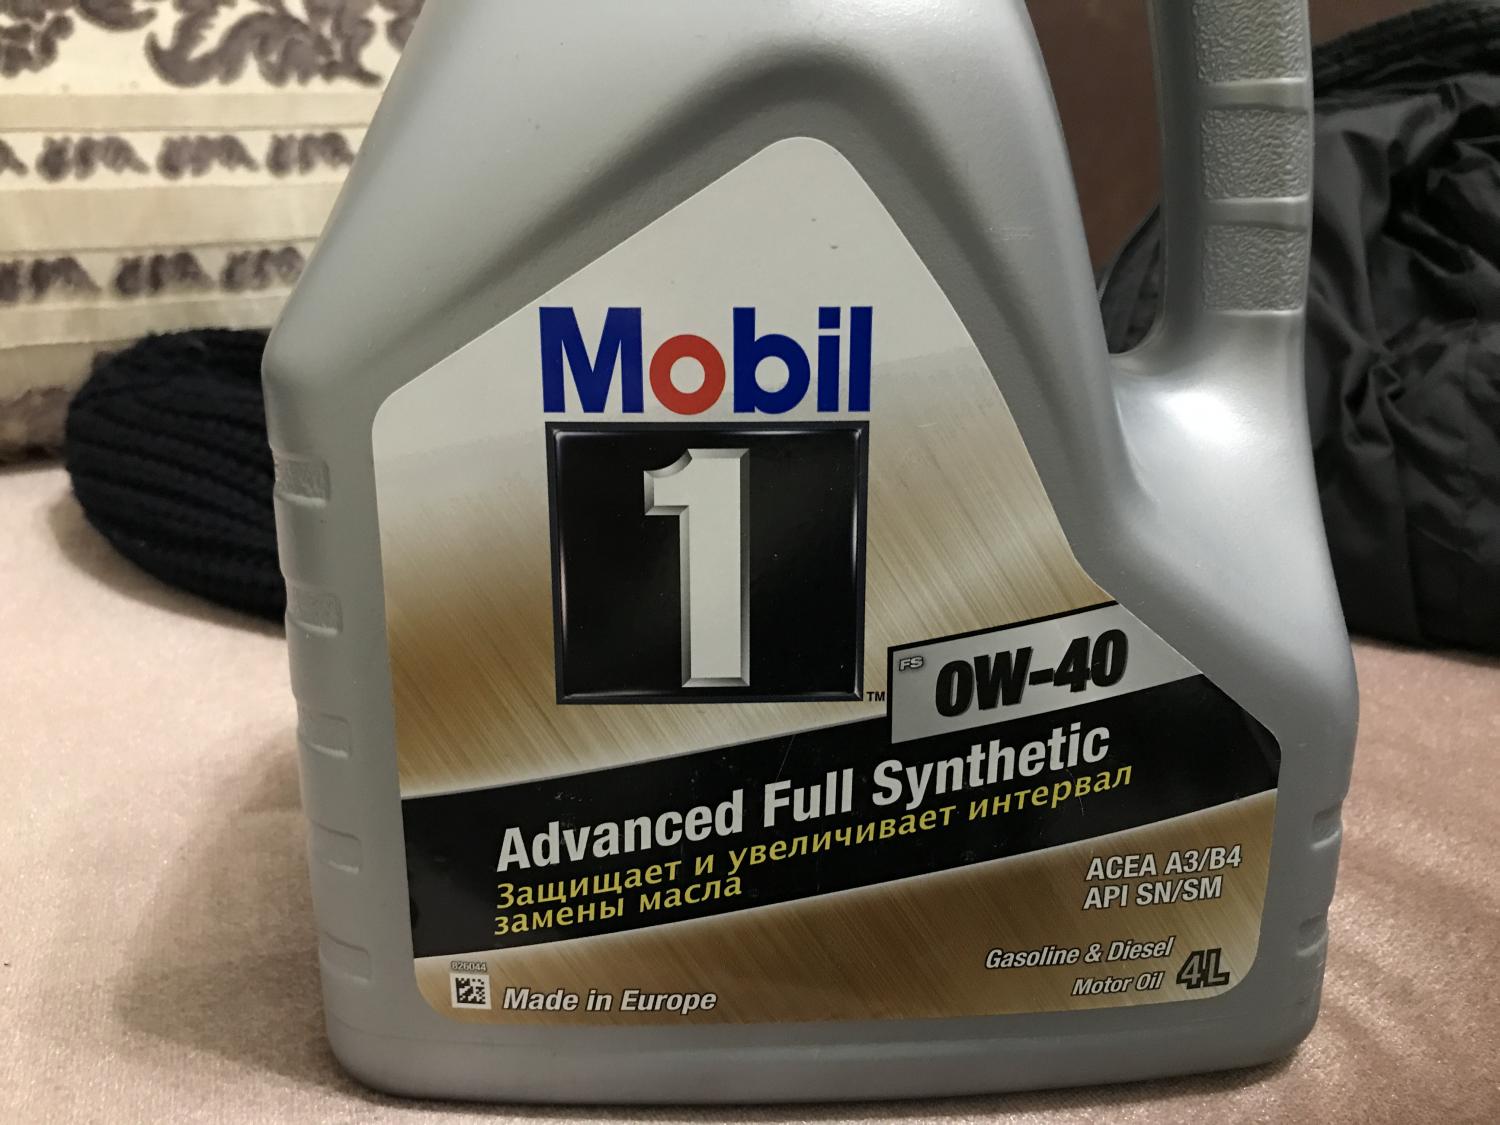 Mobil
1
TM
FS
0W-40
Advanced Full Synthetic
Защищает и увеличивает интервал
замены масла
ACEA A3/B4
API SN/SM
Gasoline & Diesel
Motor Oil 4L
826044
Made in Europe